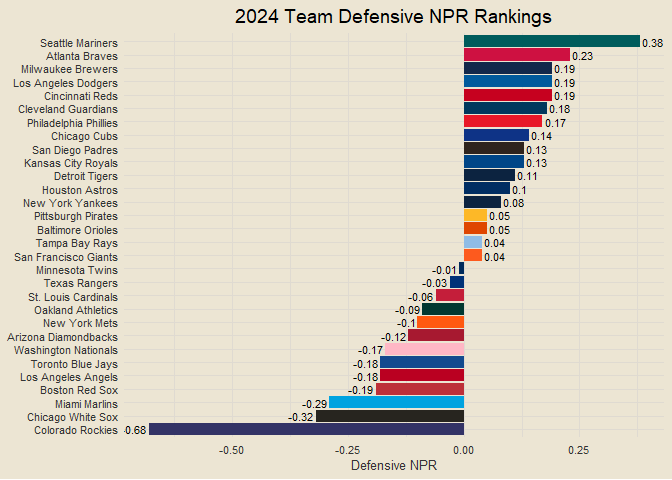 2024 Team Defensive NPR Rankings
Seattle Mariners 0.38
Atlanta Braves 0.23
Milwaukee Brewers 0.19
Los Angeles Dodgers 0.19
Cincinnati Reds 0.19
Cleveland Guardians 0.18
Philadelphia Phillies 0.17
Chicago Cubs 0.14
San Diego Padres 0.13
Kansas City Royals 0.13
Detroit Tigers 0.11
Houston Astros 0.1
New York Yankees 0.08
Pittsburgh Pirates 0.05
Baltimore Orioles 0.05
Tampa Bay Rays 0.04
San Francisco Giants 0.04
Minnesota Twins -0.01
Texas Rangers -0.03
St. Louis Cardinals -0.06
Oakland Athletics -0.09
New York Mets -0.1
Arizona Diamondbacks -0.12
Washington Nationals -0.17
Toronto Blue Jays -0.18
Los Angeles Angels -0.18
Boston Red Sox -0.19
Miami Marlins -0.29
Chicago White Sox -0.32
Colorado Rockies -0.68
-0.50 -0.25 0.00 0.25
Defensive NPR